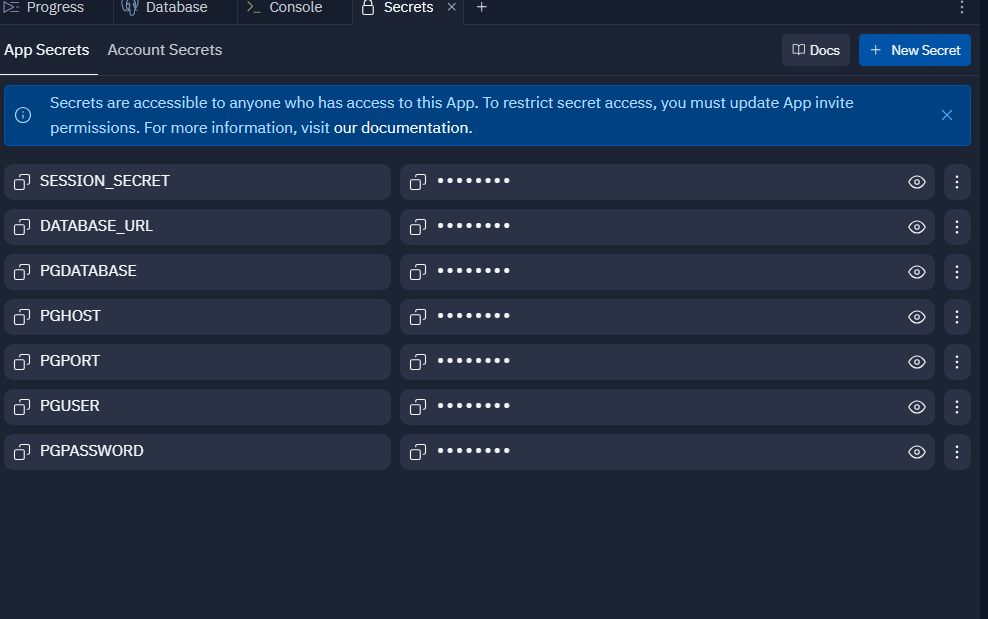 Progress Database Console Secrets
App Secrets Account Secrets Docs New Secret
Secrets are accessible to anyone who has access to this App. To restrict secret access, you must update App invite
permissions. For more information, visit our documentation.
SESSION_SECRET ••••••••
DATABASE_URL ••••••••
PGDATABASE ••••••••
PGHOST ••••••••
PGPORT ••••••••
PGUSER ••••••••
PGPASSWORD ••••••••